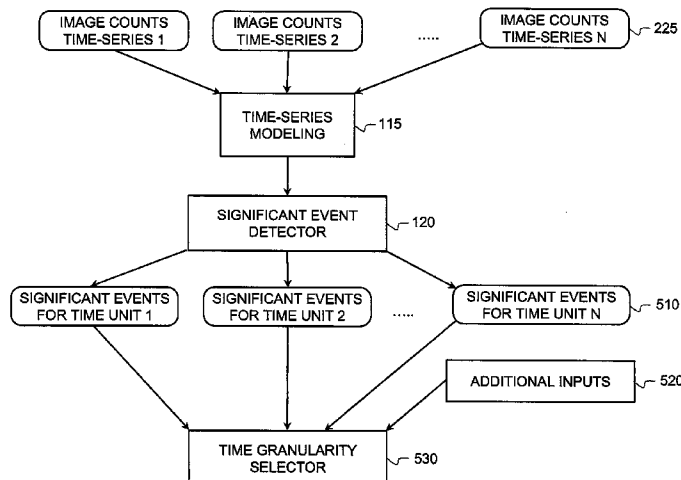 IMAGE COUNTS
TIME-SERIES 1
IMAGE COUNTS
TIME-SERIES 2
.....
IMAGE COUNTS
TIME-SERIES N
225
TIME-SERIES
MODELING
115
SIGNIFICANT EVENT
DETECTOR
120
SIGNIFICANT EVENTS
FOR TIME UNIT 1
SIGNIFICANT EVENTS
FOR TIME UNIT 2
.....
SIGNIFICANT EVENTS
FOR TIME UNIT N
510
ADDITIONAL INPUTS
520
TIME GRANULARITY
SELECTOR
530